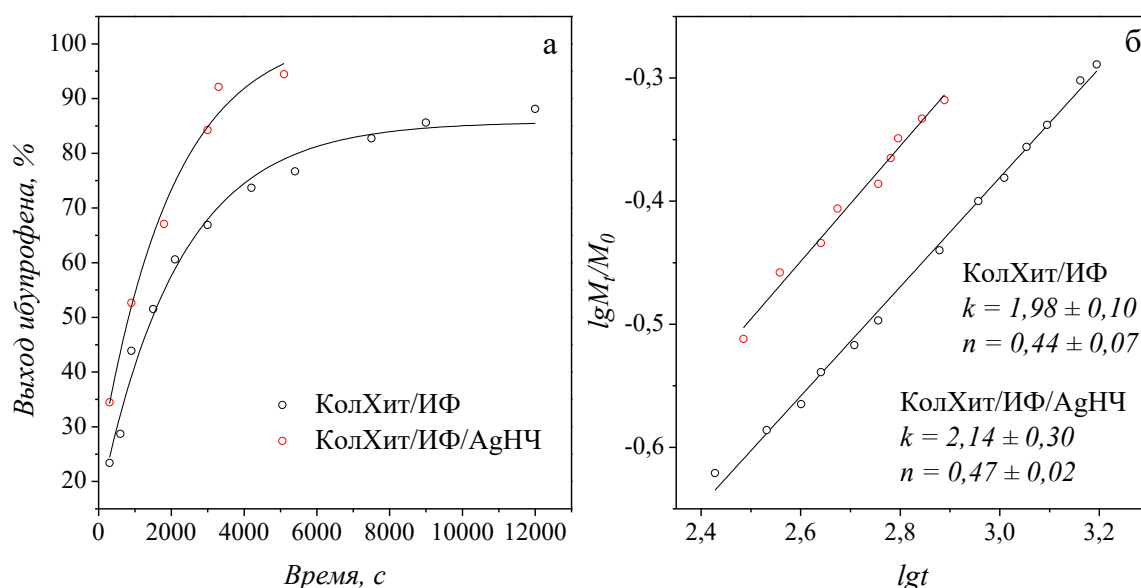 а
Выход ибупрофена, %
100
90
80
70
60
50
40
30
20
0 2000 4000 6000 8000 10000 12000
Время, с
КолХит/ИФ
КолХит/ИФ/AgНЧ
б
lgMt/M0
-0,3
-0,4
-0,5
-0,6
2,4 2,6 2,8 3,0 3,2
lgt
КолХит/ИФ
k = 1,98 ± 0,10
n = 0,44 ± 0,07
КолХит/ИФ/AgНЧ
k = 2,14 ± 0,30
n = 0,47 ± 0,02